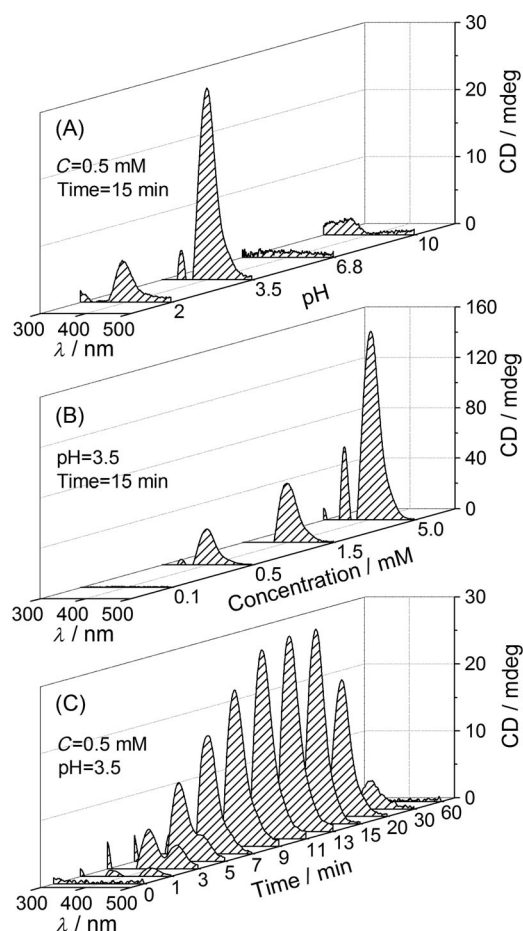 30
20
10
0
CD / mdeg
(A)
C=0.5 mM
Time=15 min
300
400
500
λ / nm
2
3.5
6.8
10
pH
160
120
80
40
0
CD / mdeg
(B)
pH=3.5
Time=15 min
300
400
500
λ / nm
0.1
0.5
1.5
5.0
Concentration / mM
30
20
10
0
CD / mdeg
(C)
C=0.5 mM
pH=3.5
300
400
500
λ / nm
0
1
3
5
7
9
11
13
15
20
30
60
Time / min